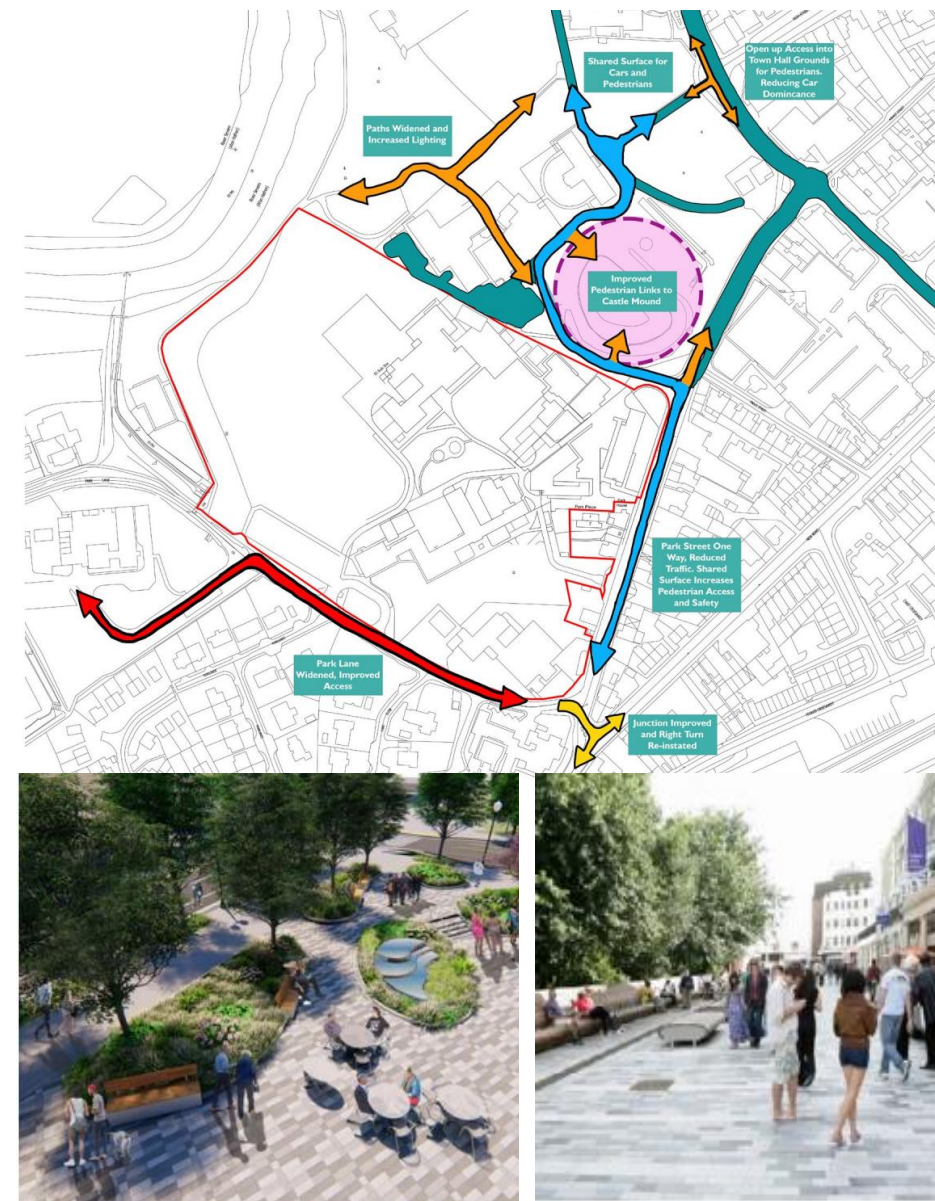 Shared Surface for
Cars and
Pedestrians
Open up Access into
Town Hall Grounds
for Pedestrians.
Reducing Car
Domincance
Paths Widened and
Increased Lighting
Improved
Pedestrian Links to
Castle Mound
Park Street One
Way, Reduced
Traffic. Shared
Surface Increases
Pedestrian Access
and Safety
Park Lane
Widened, Improved
Access
Junction Improved
and Right Turn
Re-instated
Park Place